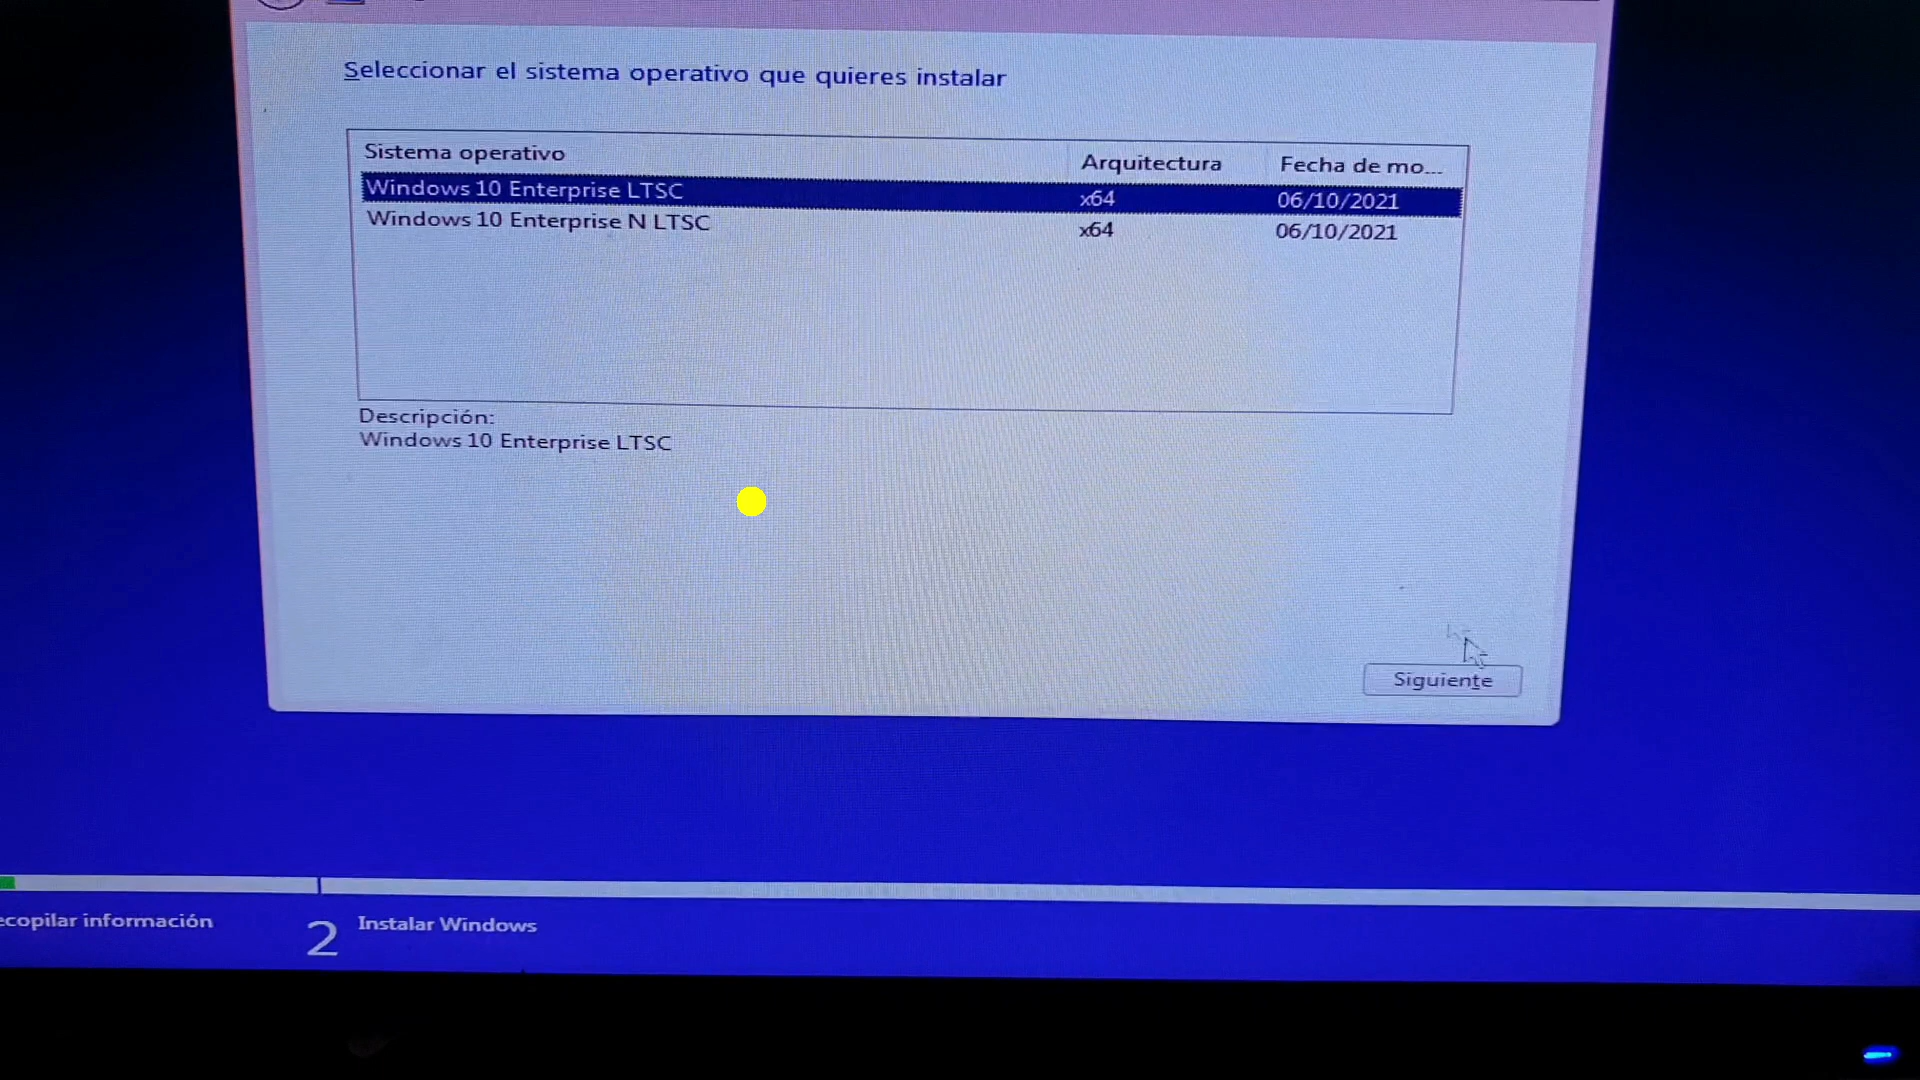 Seleccionar el sistema operativo que quieres instalar
Sistema operativo Arquitectura Fecha de mo...
Windows 10 Enterprise LTSC x64 06/10/2021
Windows 10 Enterprise N LTSC x64 06/10/2021
Descripción:
Windows 10 Enterprise LTSC
Siguiente
ecopilar información
2 Instalar Windows